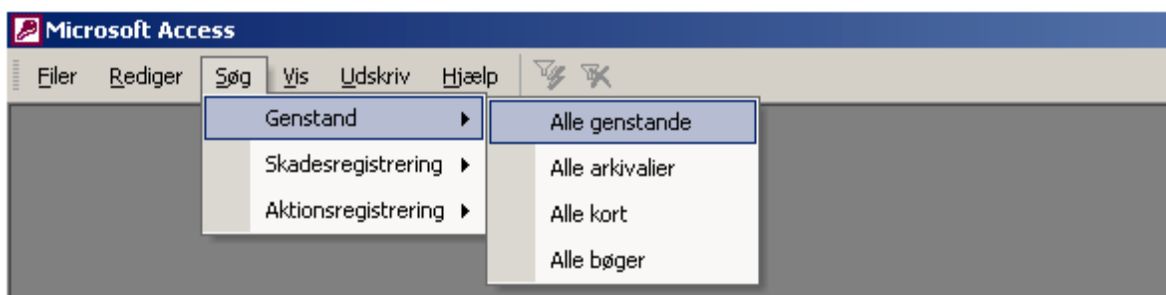 Microsoft Access
Filer Rediger Søg Vis Udskriv Hjælp
Genstand Alle genstande
Skadesregistrering Alle arkivalier
Aktionsregistrering Alle kort
Alle bøger